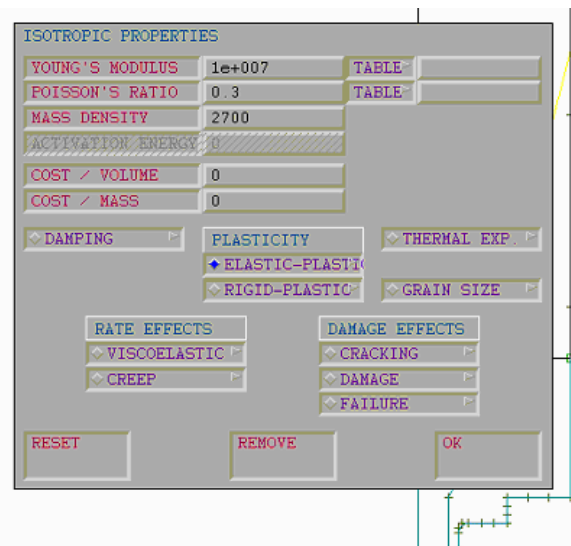 ISOTROPIC PROPERTIES
YOUNG'S MODULUS 1e+007 TABLE
POISSON'S RATIO 0.3 TABLE
MASS DENSITY 2700
ACTIVATION ENERGY 0
COST / VOLUME 0
COST / MASS 0
DAMPING PLASTICITY THERMAL EXP.
ELASTIC-PLASTIC
RIGID-PLASTIC GRAIN SIZE
RATE EFFECTS DAMAGE EFFECTS
VISCOELASTIC CRACKING
CREEP DAMAGE
FAILURE
RESET REMOVE OK